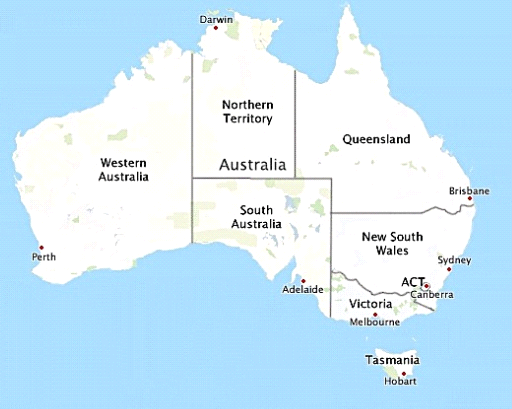 Darwin
Northern
Territory
Queensland
Western
Australia
Australia
Brisbane
South
Australia
New South
Wales
Perth
Sydney
Adelaide
ACT
Canberra
Victoria
Melbourne
Tasmania
Hobart